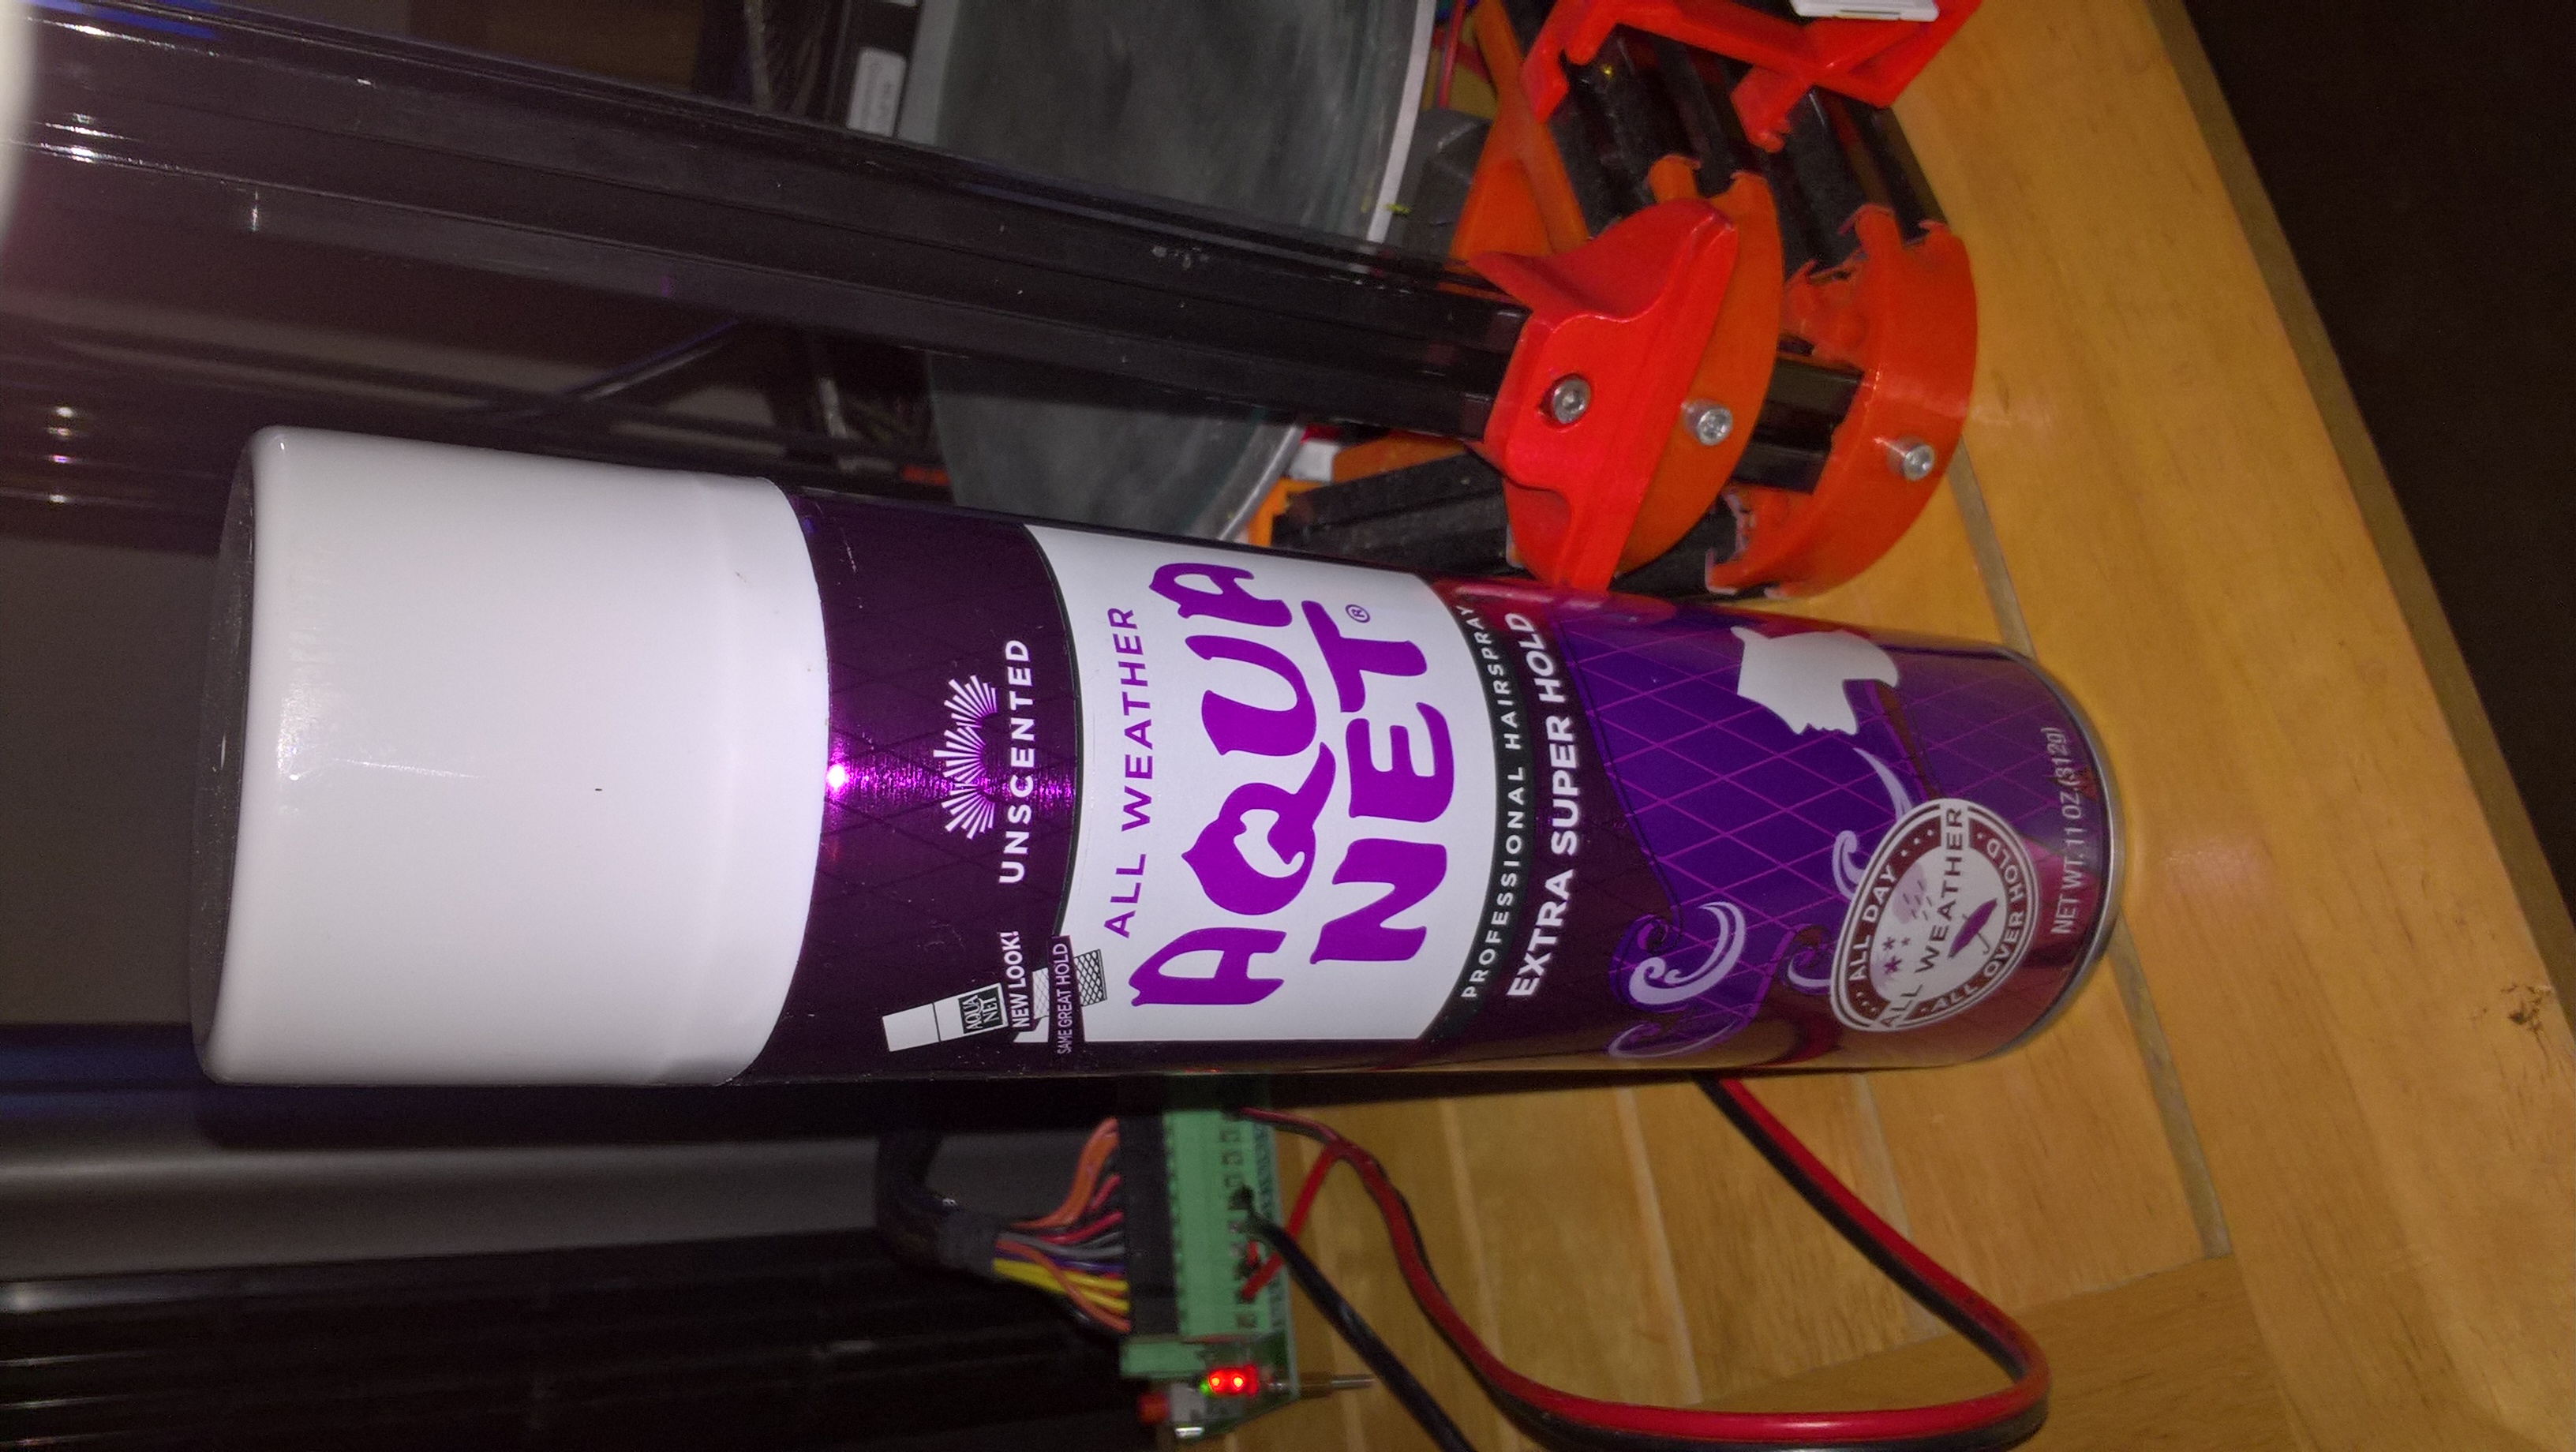 AQUA
NET
NEW LOOK!
SAME GREAT HOLD
UNSCENTED
ALL WEATHER
AQUA
NET®
PROFESSIONAL HAIRSPRAY
EXTRA SUPER HOLD
ALL DAY
ALL WEATHER
ALL OVER HOLD
NET WT. 11 OZ.(312g)